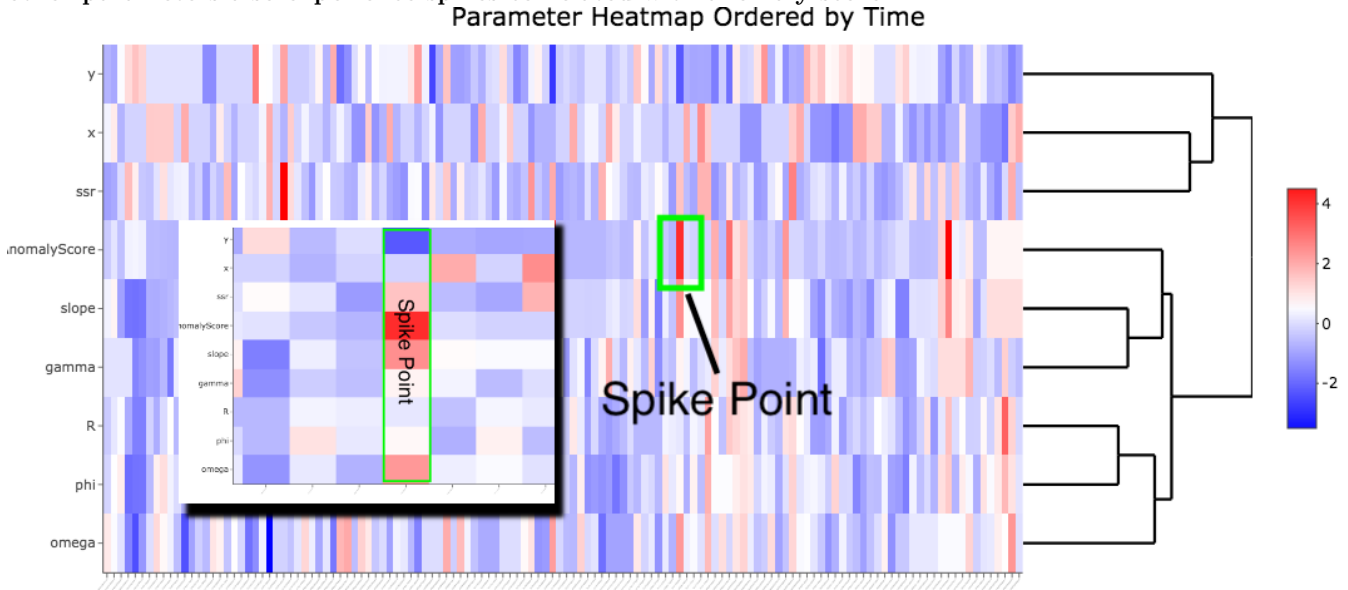 Parameter Heatmap Ordered by Time
y
x
ssr
nomalyScore
slope
gamma
R
phi
omega
y
x
ssr
nomalyScore
slope
gamma
R
phi
omega
Spike Point
Spike Point
4
2
0
-2